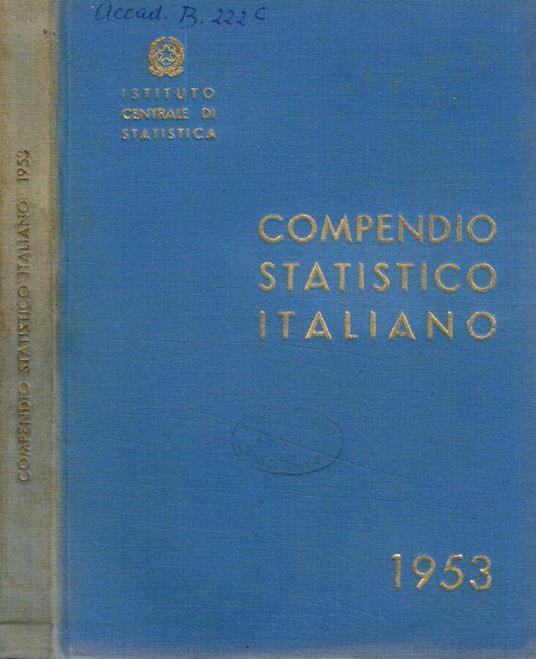 Accad. B. 222 C
ISTITUTO
CENTRALE DI
STATISTICA
COMPENDIO
STATISTICO
ITALIANO
1953
COMPENDIO STATISTICO ITALIANO 1953